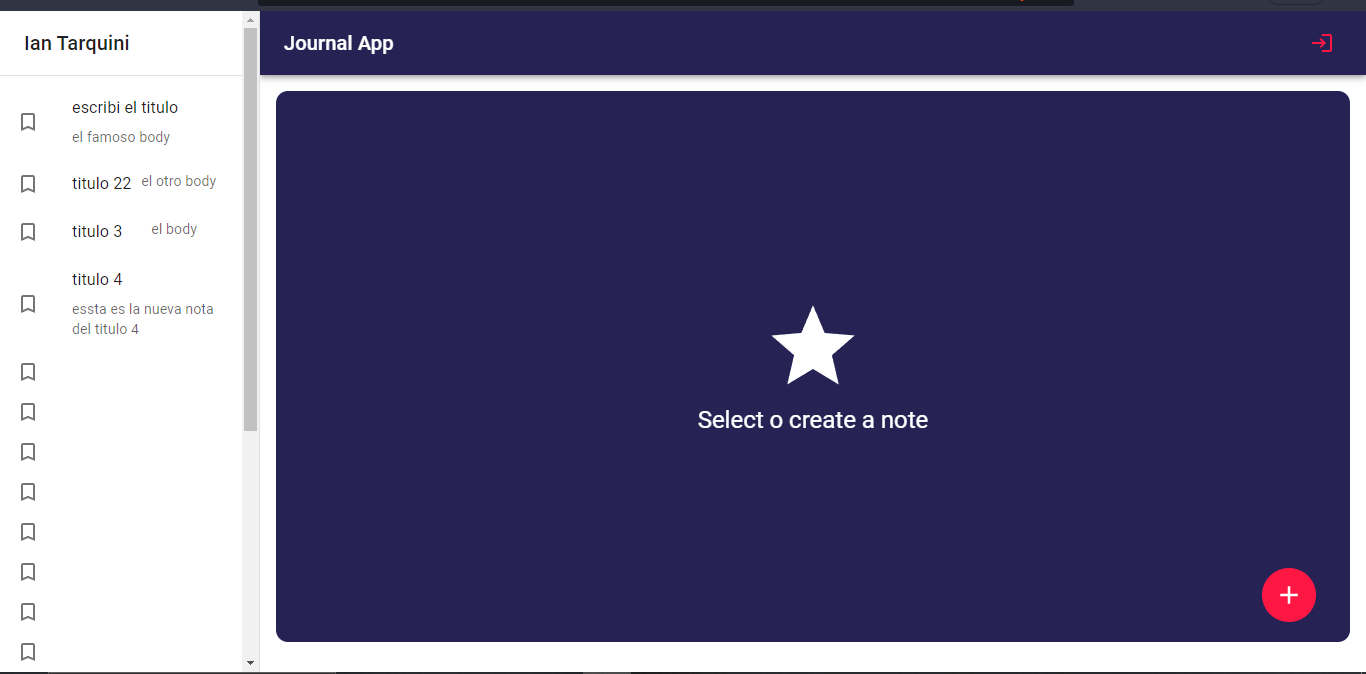 Ian Tarquini
Journal App
escribi el titulo
el famoso body
titulo 22 el otro body
titulo 3 el body
titulo 4
essta es la nueva nota
del titulo 4
Select o create a note